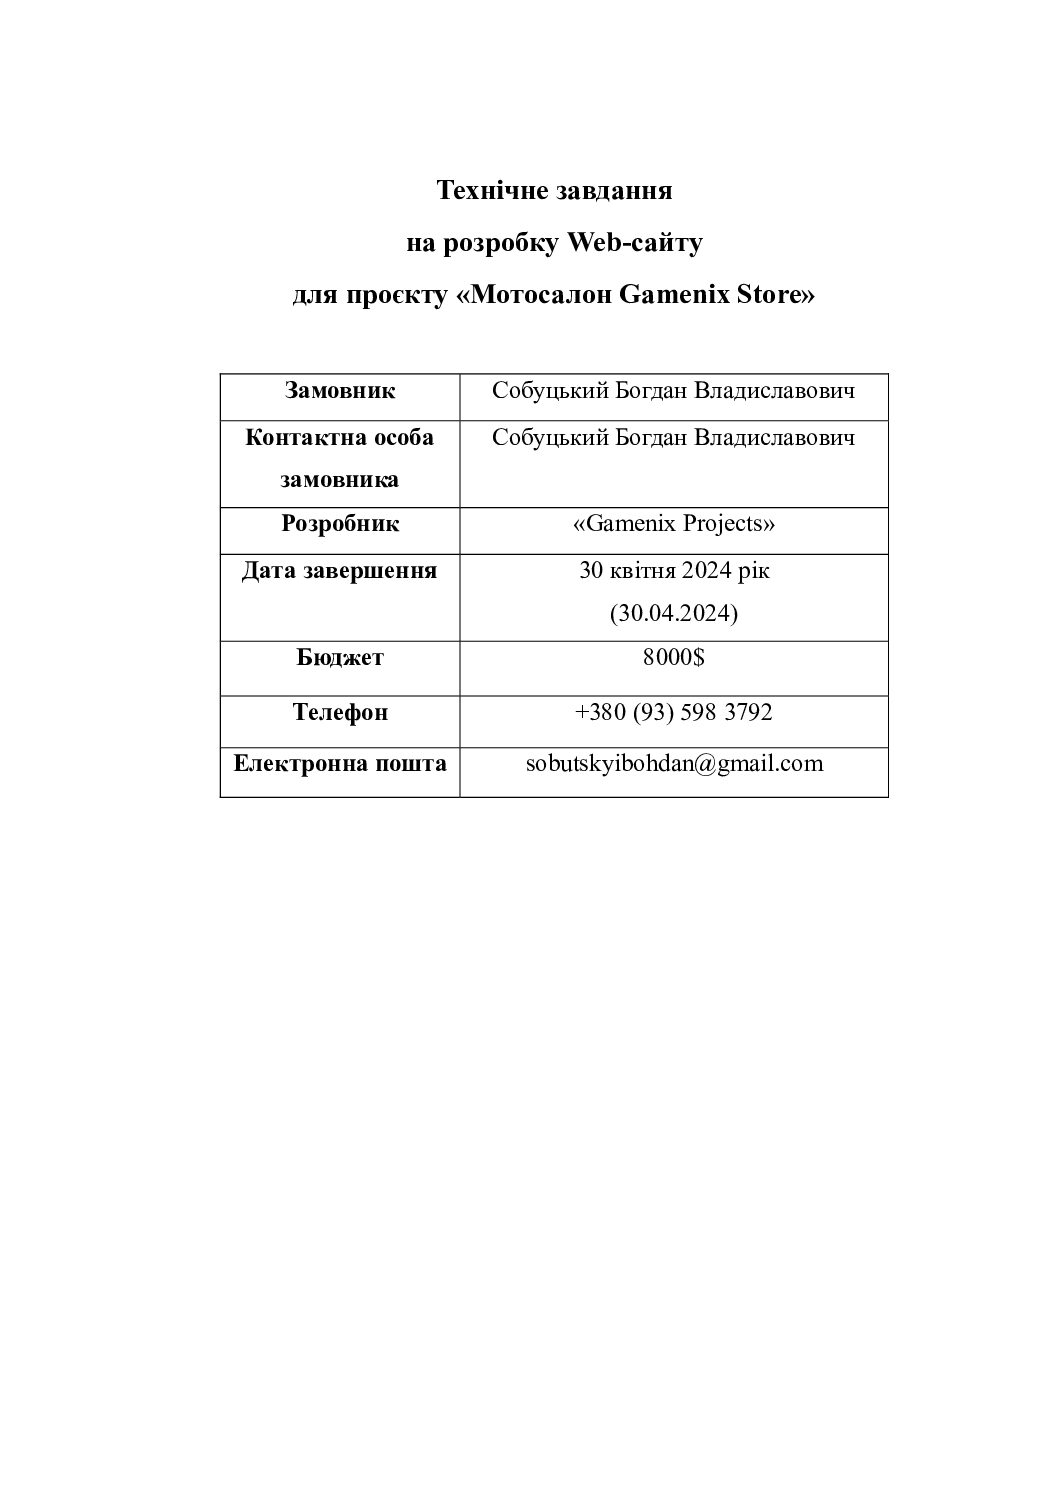 Технічне завдання
на розробку Web-сайту
для проєкту «Мотосалон Gamenix Store»
Замовник Собуцький Богдан Владиславович
Контактна особа Собуцький Богдан Владиславович
замовника
Розробник «Gamenix Projects»
Дата завершення 30 квітня 2024 рік
(30.04.2024)
Бюджет 8000$
Телефон +380 (93) 598 3792
Електронна пошта sobutskyibohdan@gmail.com